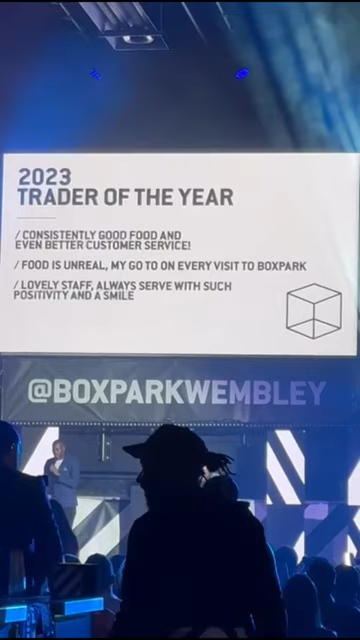 2023
TRADER OF THE YEAR
/ CONSISTENTLY GOOD FOOD AND
EVEN BETTER CUSTOMER SERVICE!
/ FOOD IS UNREAL, MY GO TO ON EVERY VISIT TO BOXPARK
/ LOVELY STAFF, ALWAYS SERVE WITH SUCH
POSITIVITY AND A SMILE
@BOXPARKWEMBLEY